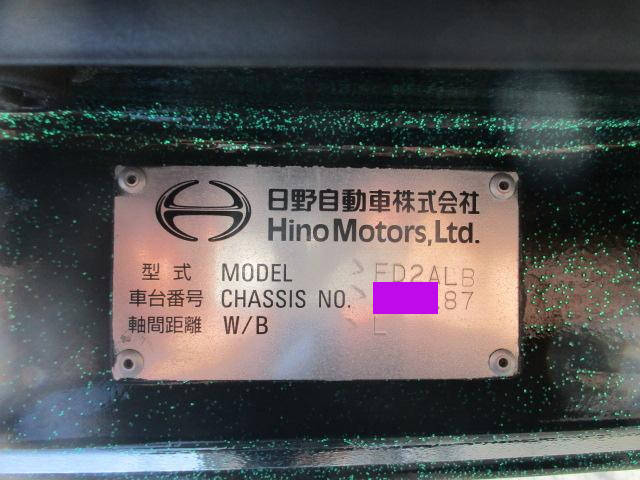 日野自動車株式会社
Hino Motors, Ltd.
型式 MODEL > FD2ALB
車台番号 CHASSIS NO. > 87
軸間距離 W/B L